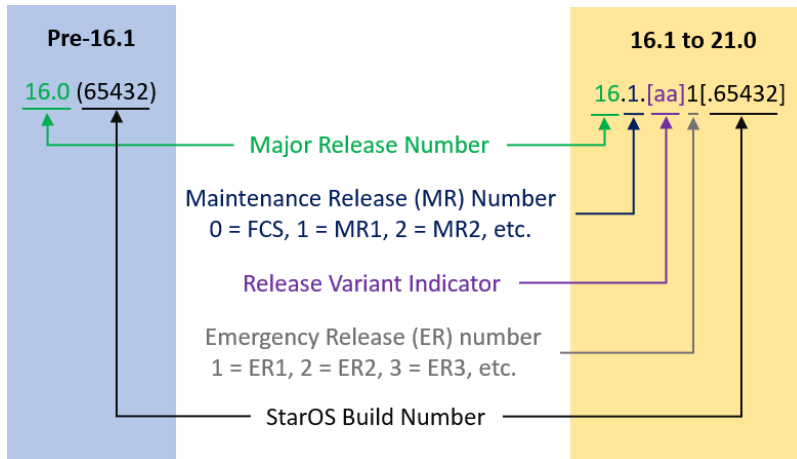 Pre-16.1
16.1 to 21.0
16.0 (65432)
16.1.[aa]1[.65432]
Major Release Number
Maintenance Release (MR) Number
0 = FCS, 1 = MR1, 2 = MR2, etc.
Release Variant Indicator
Emergency Release (ER) number
1 = ER1, 2 = ER2, 3 = ER3, etc.
StarOS Build Number